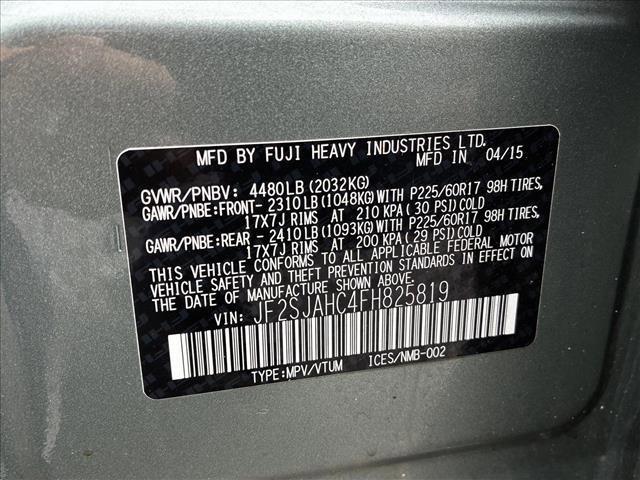 MFD BY FUJI HEAVY INDUSTRIES LTD.
MFD IN 04/15
GVWR/PNBV: 4480LB(2032KG)
GAWR/PNBE:FRONT- 2310LB(1048KG)WITH P225/60R17 98H TIRES,
17X7J RIMS AT 210 KPA(30 PSI)COLD
GAWR/PNBE:REAR - 2410LB(1093KG)WITH P225/60R17 98H TIRES,
17X7J RIMS AT 200 KPA(29 PSI)COLD
THIS VEHICLE CONFORMS TO ALL APPLICABLE FEDERAL MOTOR
VEHICLE SAFETY AND THEFT PREVENTION STANDARDS IN EFFECT ON
THE DATE OF MANUFACTURE SHOWN ABOVE.
VIN: JF2SJAHC4FH825819
TYPE:MPV/VTUM ICES/NMB-002